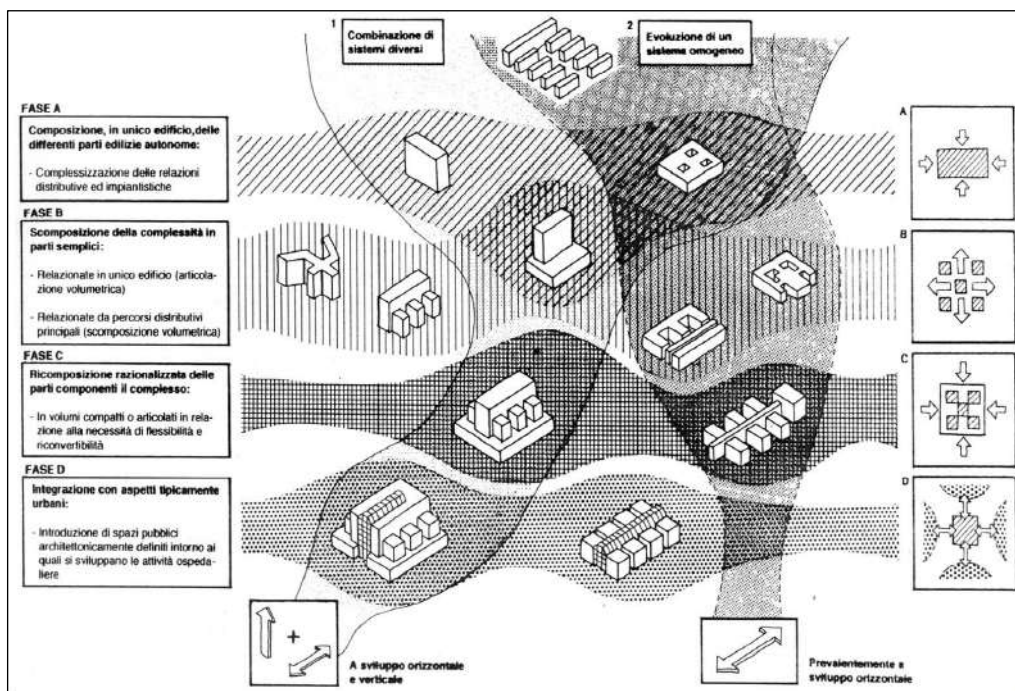 1
Combinazione di
sistemi diversi
2
Evoluzione di un
sistema omogeneo
FASE A
Composizione, in unico edificio,delle
differenti parti edilizie autonome:
- Complessizzazione delle relazioni
distributive ed impiantistiche
A
FASE B
Scomposizione della complessità in
parti semplici:
- Relazionate in unico edificio (articola-
zione volumetrica)
- Relazionate da percorsi distributivi
principali (scomposizione volumetrica)
B
FASE C
Ricomposizione razionalizzata delle
parti componenti il complesso:
- In volumi compatti o articolati in rela-
zione alla necessità di flessibilità e
riconvertibilità
C
FASE D
Integrazione con aspetti tipicamente
urbani:
- Introduzione di spazi pubblici
architettonicamente definiti intorno ai
quali si sviluppano le attività ospeda-
liere
D
+
A sviluppo orizzontale
e verticale
Prevalentemente a
sviluppo orizzontale